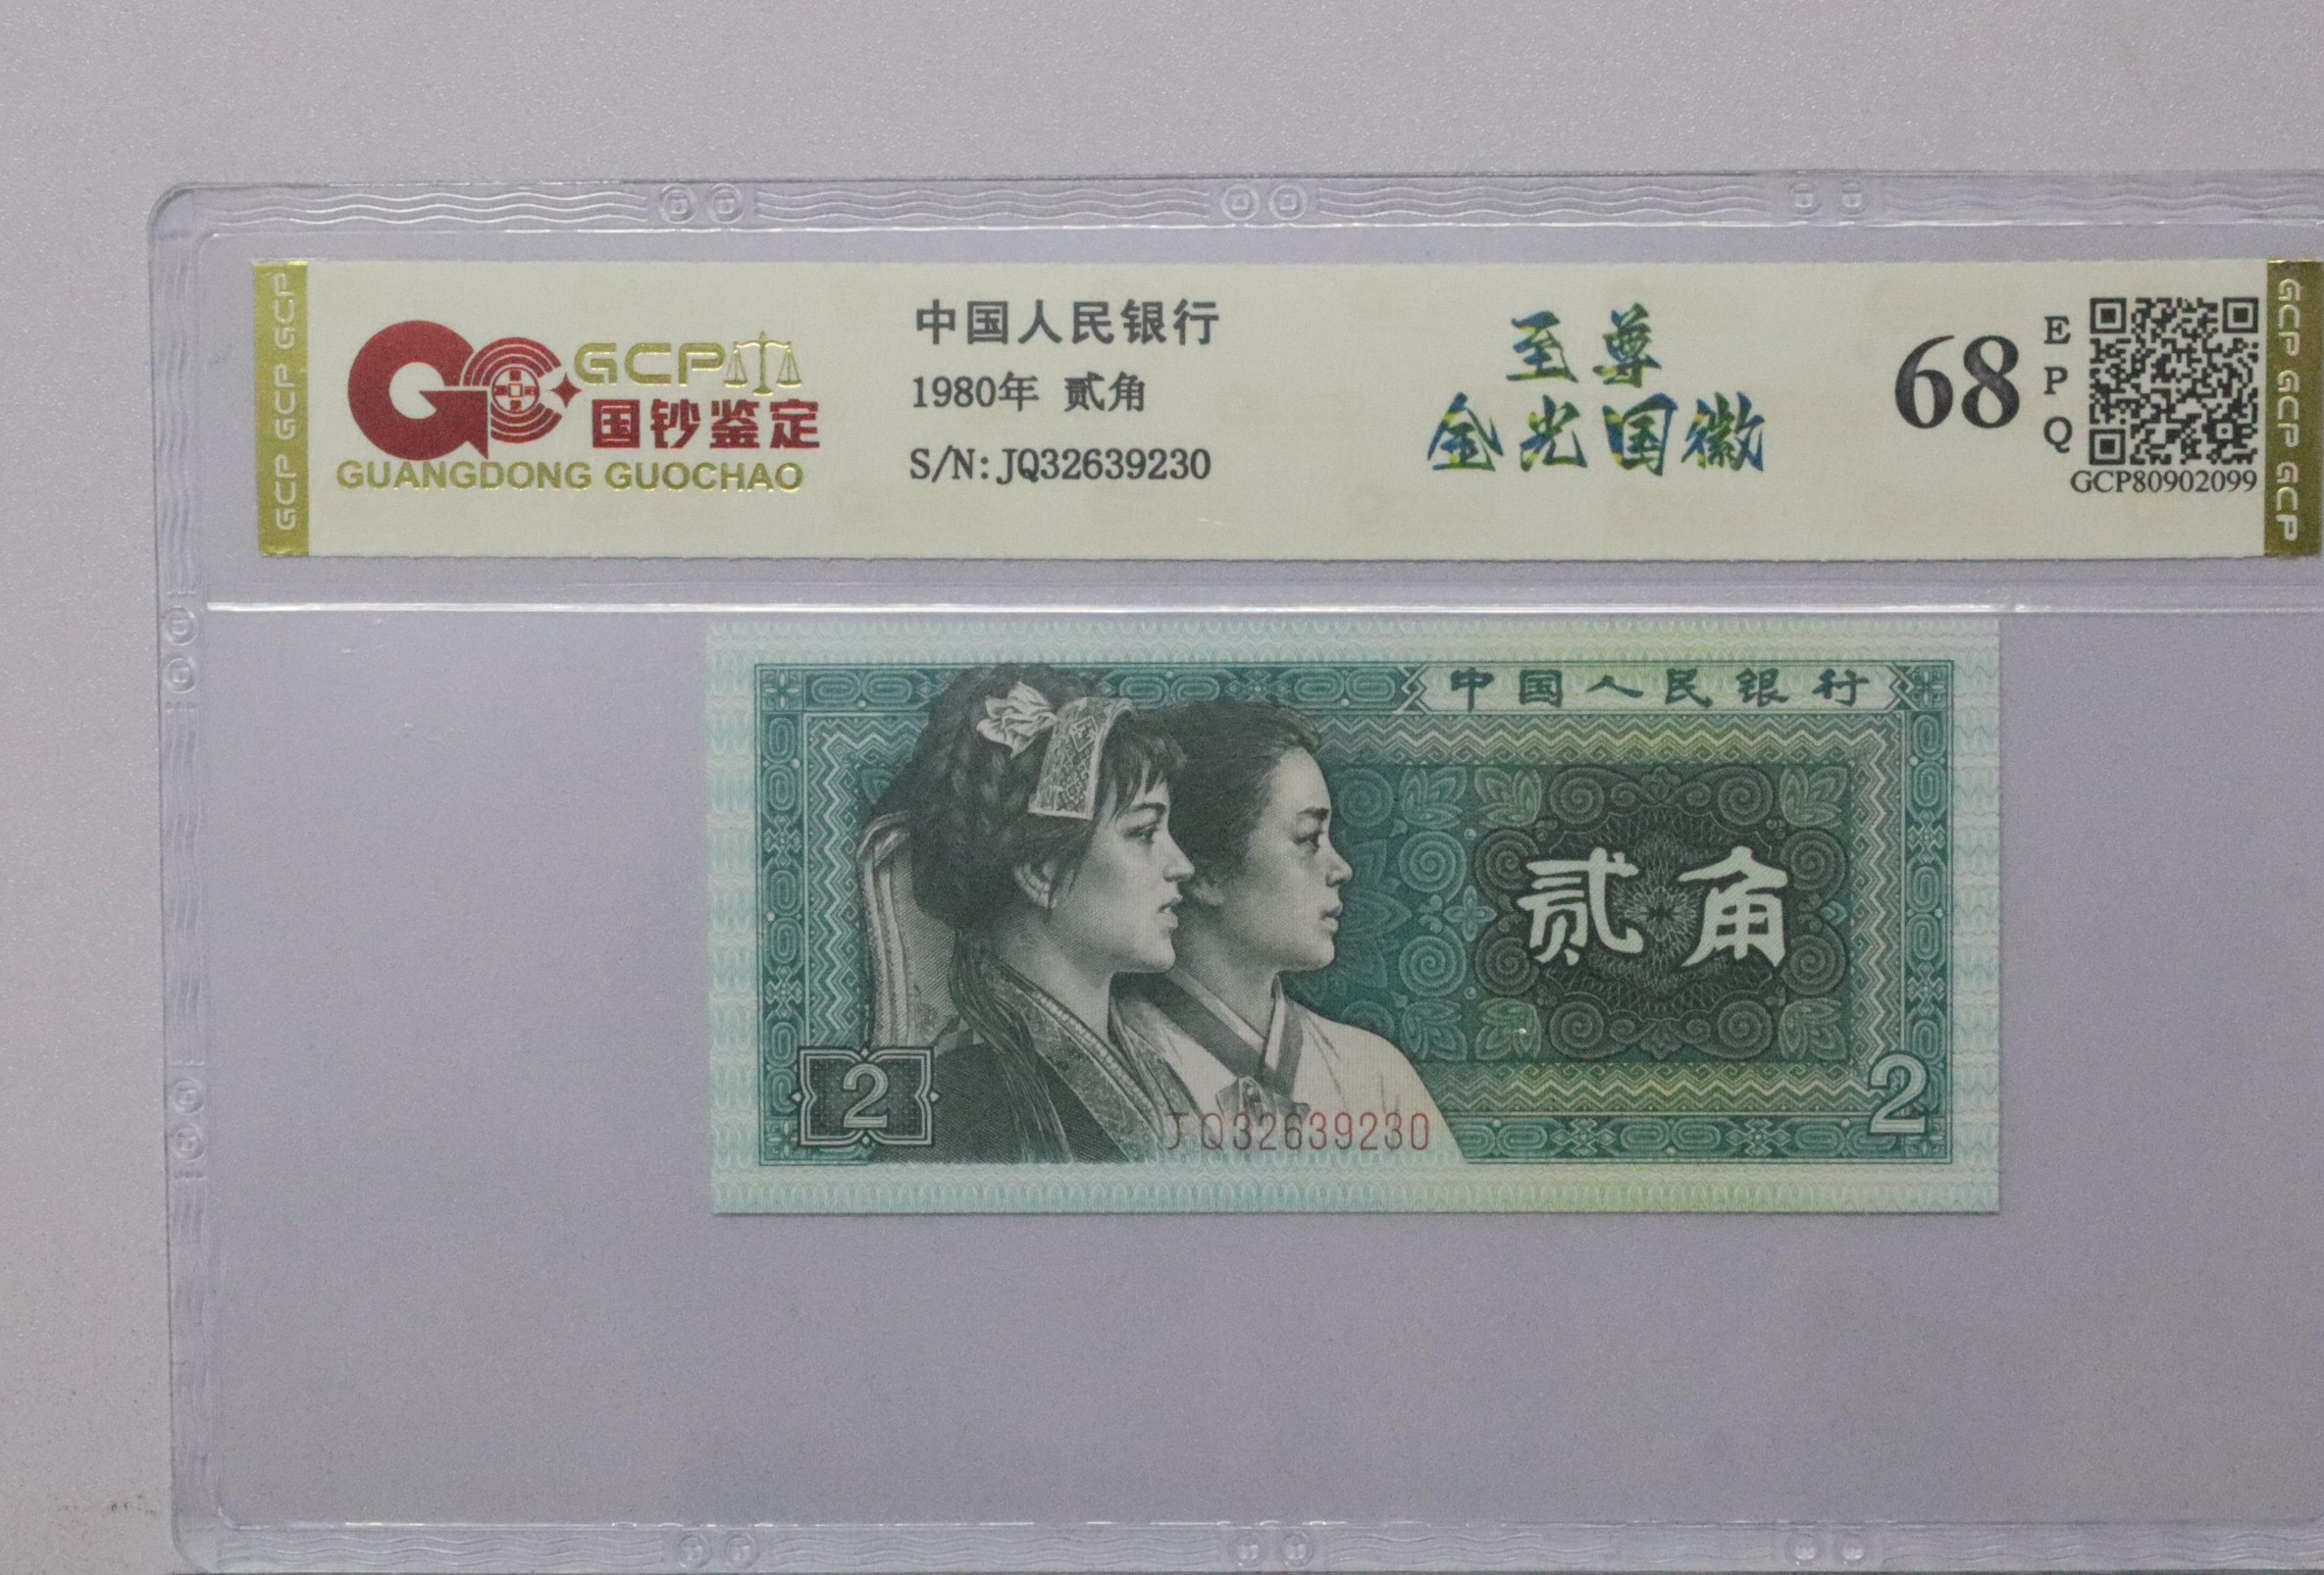 GCP GCP GCP
GCP
国钞鉴定
GUANGDONG GUOCHAO
中国人民银行
1980年 贰角
S/N: JQ32639230
至尊
金光国徽
68
EPQ
GCP80902099
GCP GCP GCP
中国人民银行
贰角
2
JQ32639230
2